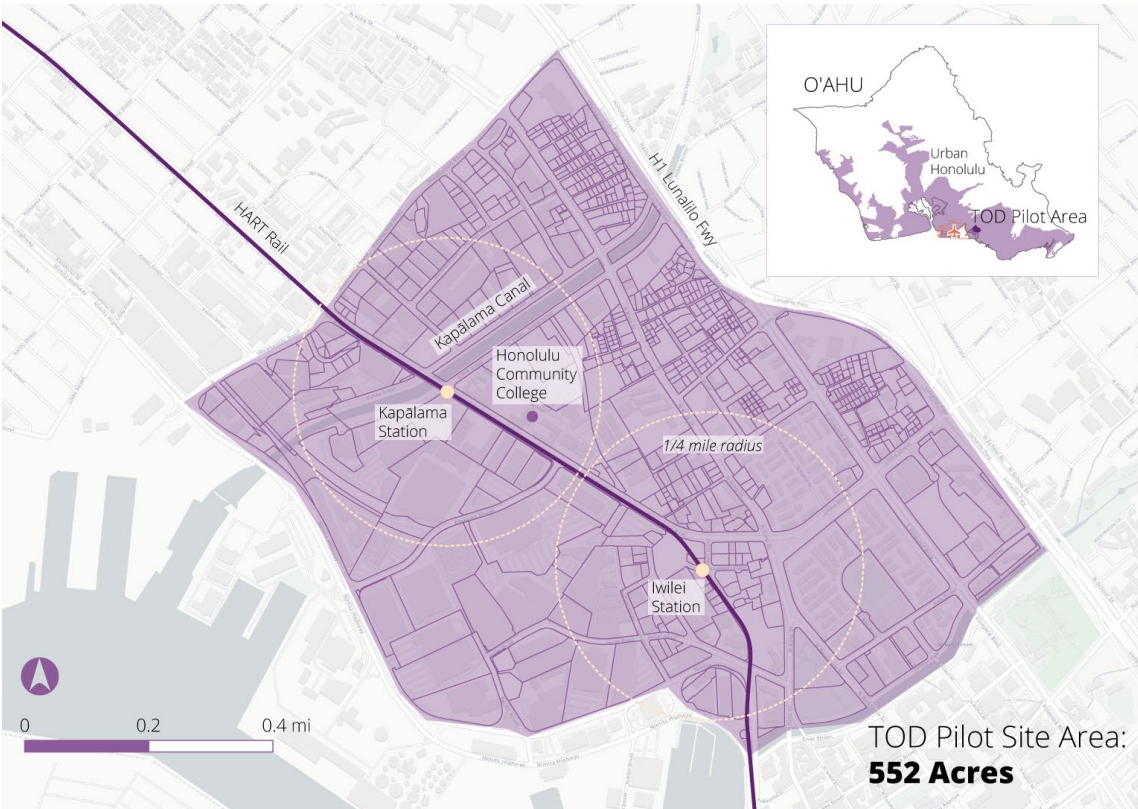 O'AHU
Urban
Honolulu
TOD Pilot Area
H1 Lunalilo Fwy
HART Rail
Kapālama Canal
Honolulu
Community
College
Kapālama
Station
1/4 mile radius
Iwilei
Station
0 0.2 0.4 mi
TOD Pilot Site Area:
552 Acres